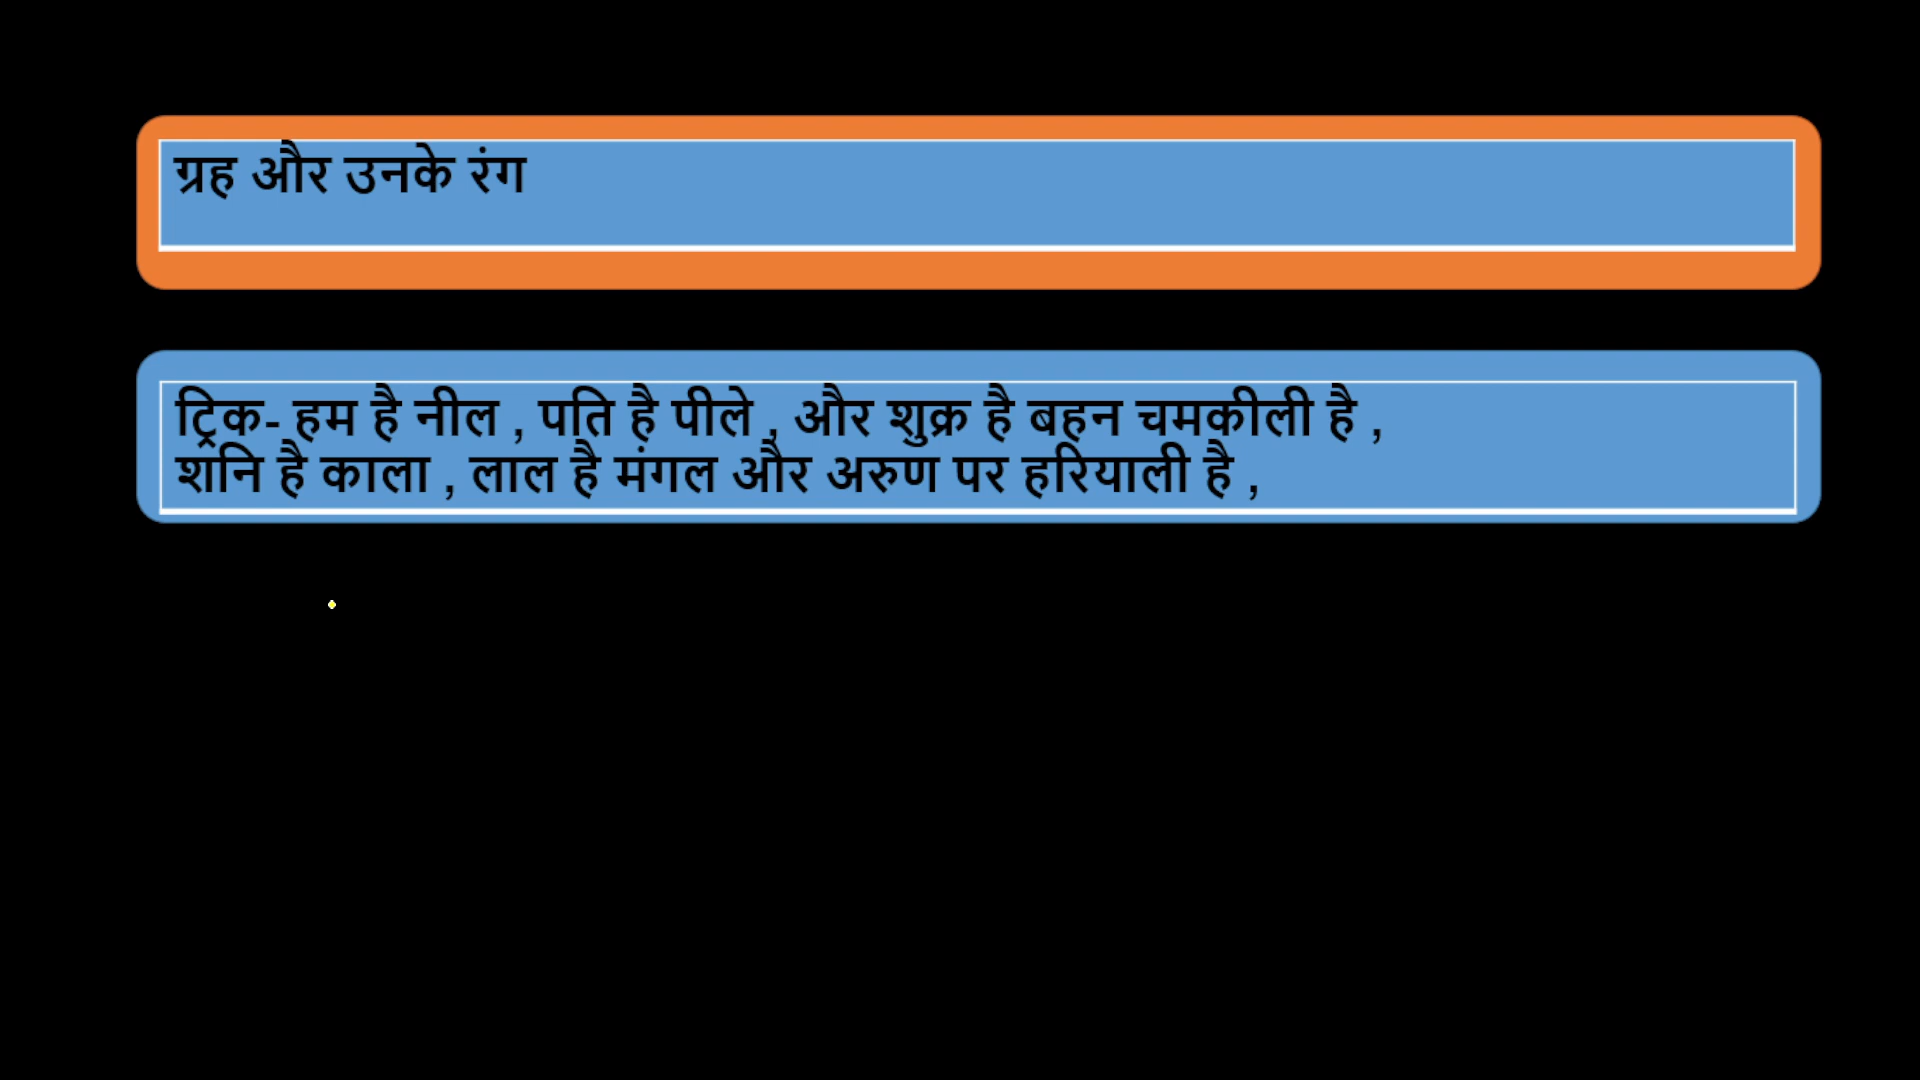 ग्रह और उनके रंग
ट्रिक- हम है नील , पति है पीले , और शुक्र है बहन चमकीली है ,
शनि है काला , लाल है मंगल और अरुण पर हरियाली है ,